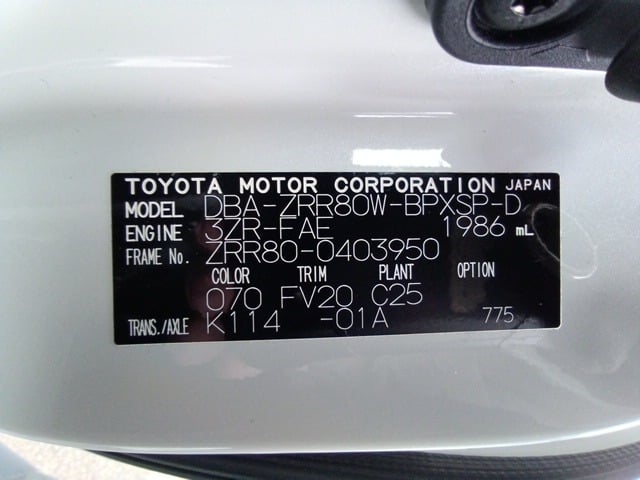 TOYOTA MOTOR CORPORATION JAPAN
MODEL DBA-ZRR80W-BPXSP-D
ENGINE 3ZR-FAE 1986 mL
FRAME No. ZRR80-0403950
COLOR TRIM PLANT OPTION
070 FV20 C25
TRANS./AXLE K114 -01A 775